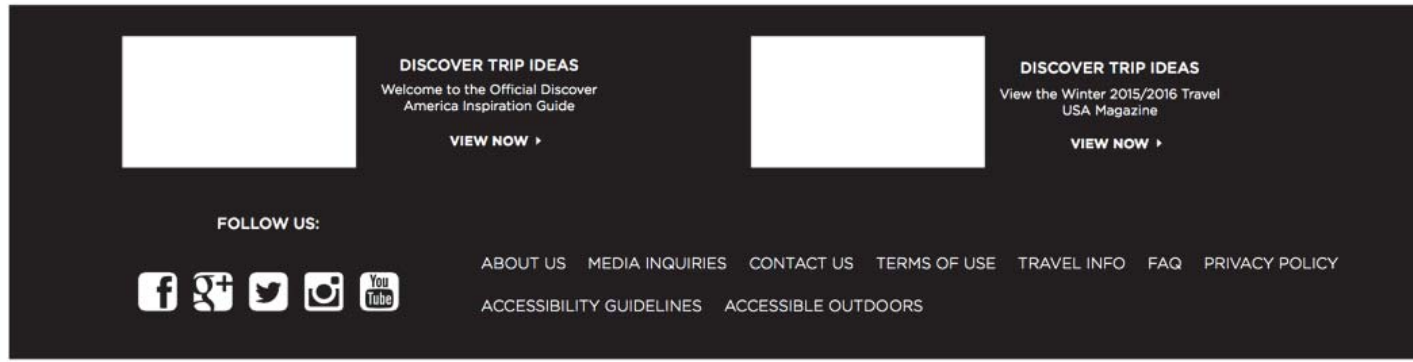 DISCOVER TRIP IDEAS
Welcome to the Official Discover
America Inspiration Guide
VIEW NOW
DISCOVER TRIP IDEAS
View the Winter 2015/2016 Travel
USA Magazine
VIEW NOW
FOLLOW US:
f g+ You Tube
ABOUT US MEDIA INQUIRIES CONTACT US TERMS OF USE TRAVEL INFO FAQ PRIVACY POLICY
ACCESSIBILITY GUIDELINES ACCESSIBLE OUTDOORS